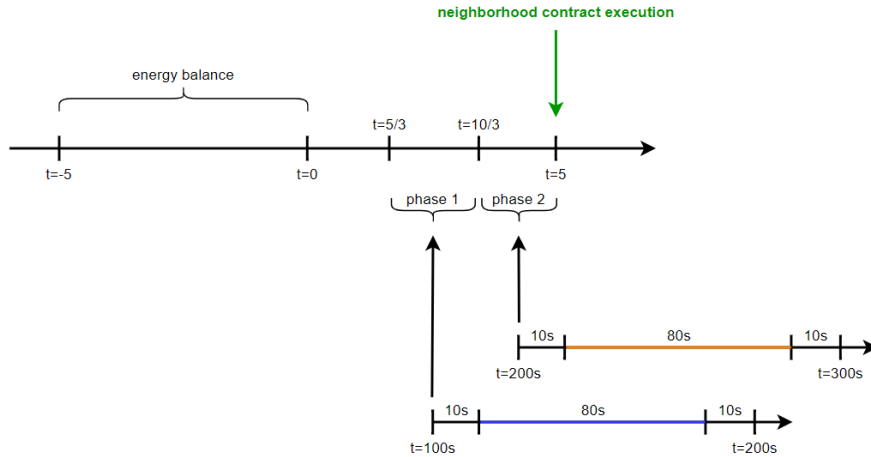 neighborhood contract execution
energy balance
t=5/3
t=10/3
t=-5
t=0
t=5
phase 1
phase 2
10s
80s
10s
t=200s
t=300s
10s
80s
10s
t=100s
t=200s